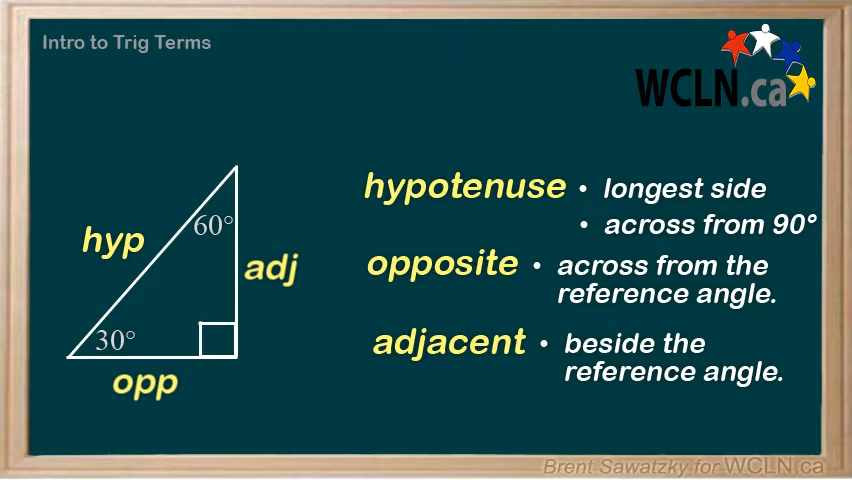 Intro to Trig Terms
WCLN.ca
hypotenuse • longest side
• across from 90°
60°
hyp
adj
opposite • across from the
reference angle.
30°
adjacent • beside the
reference angle.
opp
Brent Sawatzky for WCLN.ca